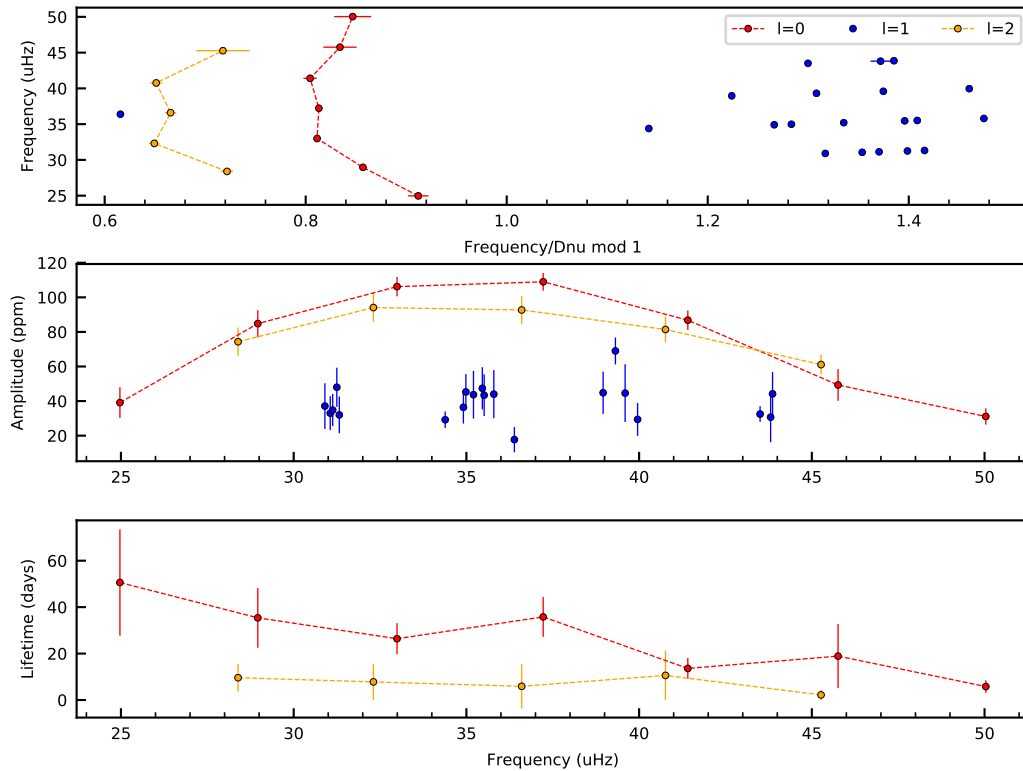 50
45
40
35
30
25
Frequency (uHz)
l=0 l=1 l=2
0.6 0.8 1.0 1.2 1.4
Frequency/Dnu mod 1
120
100
80
60
40
20
Amplitude (ppm)
25 30 35 40 45 50
60
40
20
0
Lifetime (days)
25 30 35 40 45 50
Frequency (uHz)